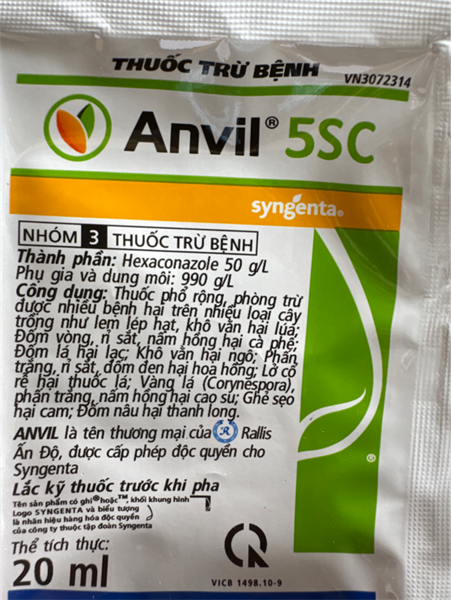 THUỐC TRỪ BỆNH
VN3072314
Anvil® 5SC
syngenta®
NHÓM 3 THUỐC TRỪ BỆNH
Thành phần: Hexaconazole 50 g/L
Phụ gia và dung môi: 990 g/L
Công dụng: Thuốc phổ rộng, phòng trừ
được nhiều bệnh hại trên nhiều loại cây
trồng như lem lép hạt, khô vằn hại lúa;
Đốm vòng, rỉ sắt, nấm hồng hại cà phê;
Đốm lá hại lạc; Khô vằn hại ngô; Phấn
trắng, rỉ sắt, đốm đen hại hoa hồng; Lở cổ
rễ hại thuốc lá; Vàng lá (Corynespora),
phấn trắng, nấm hồng hại cao su; Ghẻ sẹo
hại cam; Đốm nâu hại thanh long.
ANVIL là tên thương mại của R Rallis
Ấn Độ, được cấp phép độc quyền cho
Syngenta
Lắc kỹ thuốc trước khi pha
Tên sản phẩm có ghi ® hoặc ™, khối khung hình
Logo SYNGENTA và biểu tượng
là nhãn hiệu hàng hóa độc quyền
của công ty thuộc tập đoàn Syngenta
Thể tích thực:
20 ml
VICB 1498.10-9
®